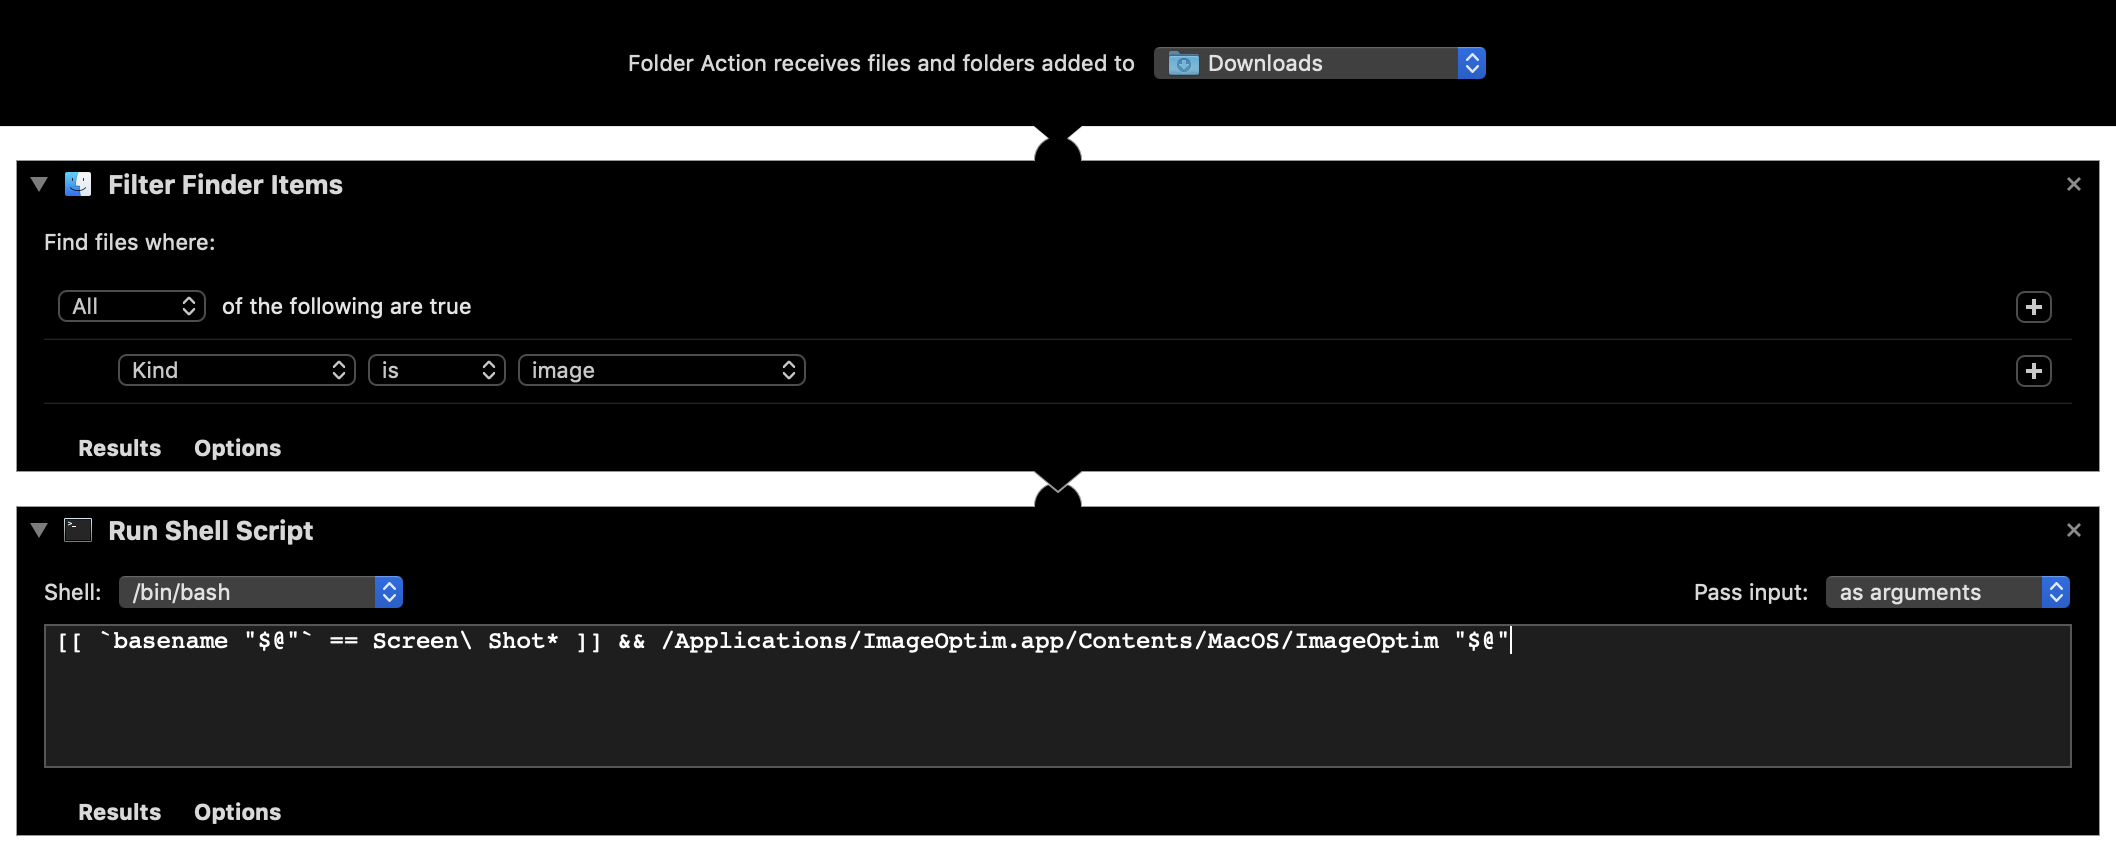 Folder Action receives files and folders added to Downloads
Filter Finder Items
Find files where:
All of the following are true
Kind is image
Results Options
Run Shell Script
Shell: /bin/bash Pass input: as arguments
[[ `basename "$@"` == Screen\ Shot* ]] && /Applications/ImageOptim.app/Contents/MacOS/ImageOptim "$@"
Results Options